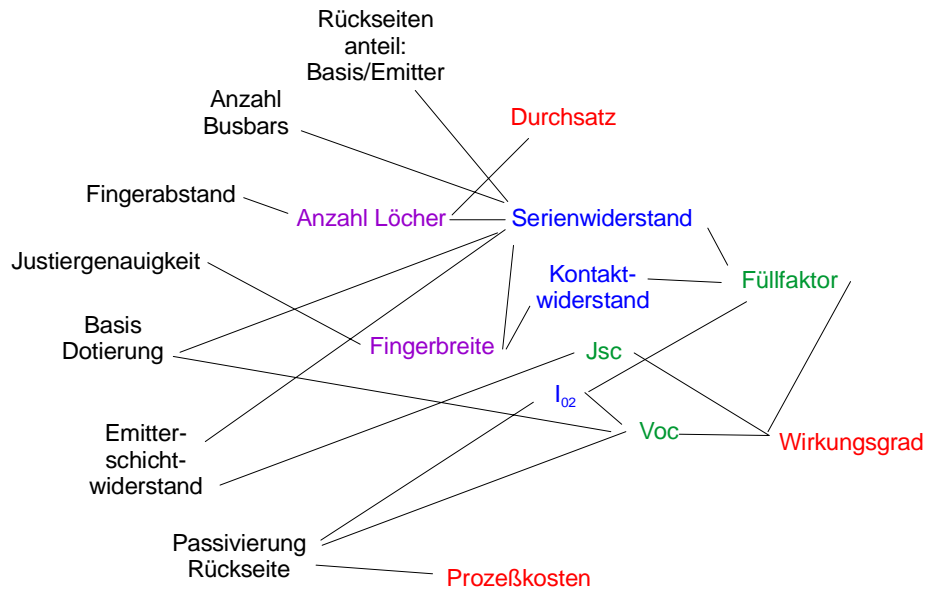 Rückseiten
anteil:
Basis/Emitter
Anzahl
Busbars
Durchsatz
Fingerabstand
Anzahl Löcher
Serienwiderstand
Justiergenauigkeit
Kontakt-
widerstand
Füllfaktor
Basis
Dotierung
Fingerbreite
Jsc
I02
Voc
Wirkungsgrad
Emitter-
schicht-
widerstand
Passivierung
Rückseite
Prozeßkosten